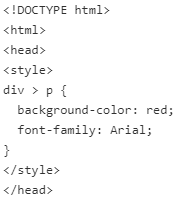 <!DOCTYPE html>
<html>
<head>
<style>
div > p {
  background-color: red;
  font-family: Arial;
}
</style>
</head>